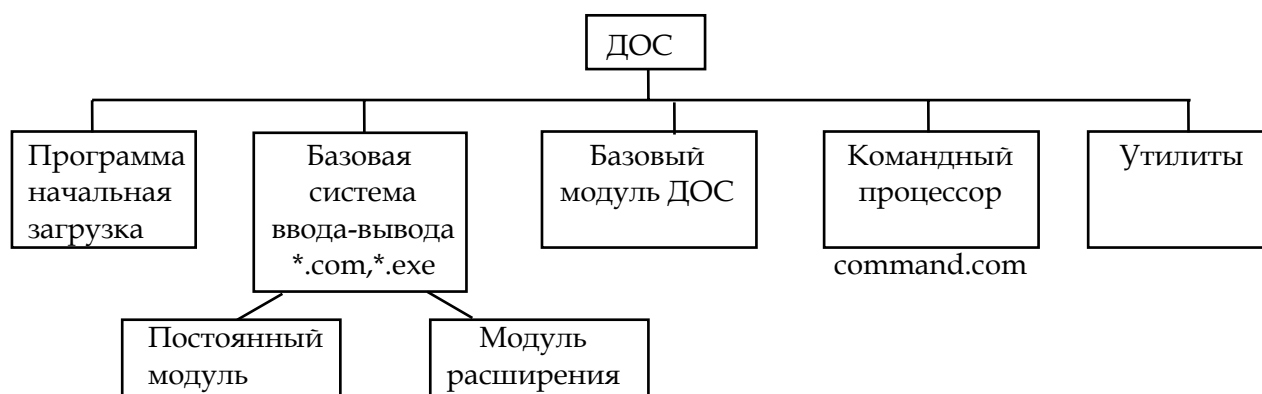 ДОС
Программа
начальная
загрузка
Базовая
система
ввода-вывода
*.com,*.exe
Базовый
модуль ДОС
Командный
процессор
command.com
Утилиты
Постоянный
модуль
Модуль
расширения